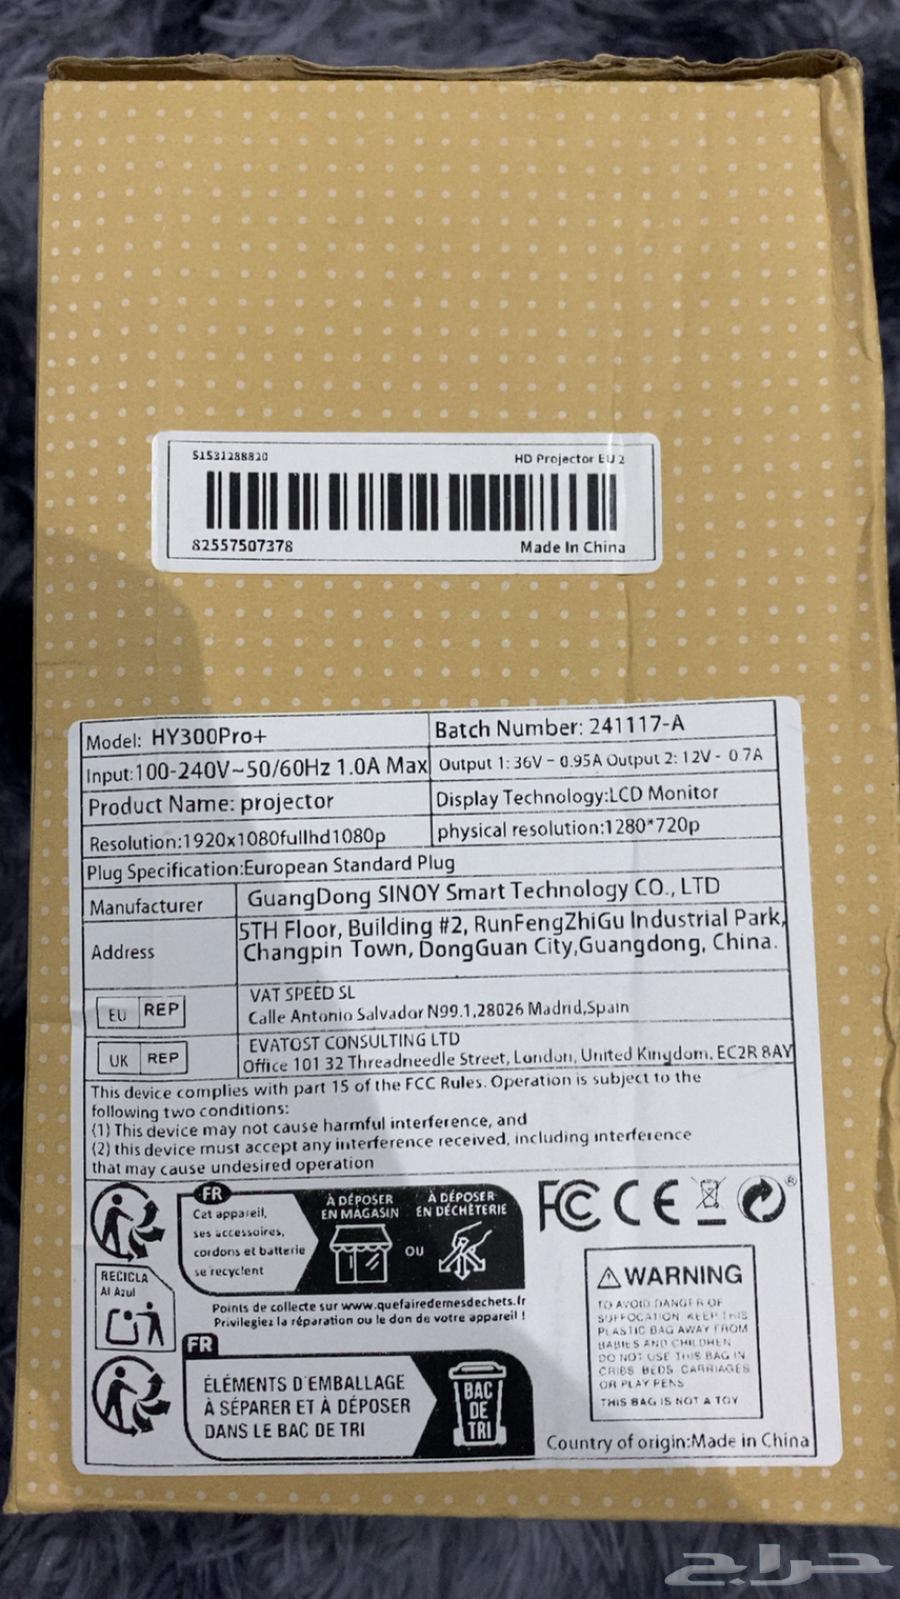 51531288820
HD Projector EU 2
82557507378
Made In China
Model: HY300Pro+
Batch Number: 241117-A
Input:100-240V~50/60Hz 1.0A Max
Output 1: 36V - 0.95A Output 2: 12V - 0.7A
Product Name: projector
Display Technology:LCD Monitor
Resolution:1920x1080fullhd1080p
physical resolution:1280*720p
Plug Specification:European Standard Plug
Manufacturer
GuangDong SINOY Smart Technology CO., LTD
Address
5TH Floor, Building #2, RunFengZhiGu Industrial Park,
Changpin Town, DongGuan City,Guangdong, China.
EU REP
VAT SPEED SL
Calle Antonio Salvador N99.1,28026 Madrid,Spain
UK REP
EVATOST CONSULTING LTD
Office 101 32 Threadneedle Street, London, United Kingdom. EC2R 8AY
This device complies with part 15 of the FCC Rules. Operation is subject to the
following two conditions:
(1) This device may not cause harmful interference, and
(2) this device must accept any interference received, including interference
that may cause undesired operation
FR
Cet appareil,
ses accessoires,
cordons et batterie
se recyclent
À DÉPOSER
EN MAGASIN
OU
À DÉPOSER
EN DÉCHÈTERIE
Points de collecte sur www.quefairedemesdechets.fr
Privilegiez la réparation ou le don de votre appareil !
RECICLA
Al Azul
FR
ÉLÉMENTS D'EMBALLAGE
À SÉPARER ET À DÉPOSER
DANS LE BAC DE TRI
BAC
DE
TRI
FC CE
®
WARNING
TO AVOID DANGER OF
SUFFOCATION KEEP THIS
PLASTIC BAG AWAY FROM
BABIES AND CHILDREN
DO NOT USE THIS BAG IN
CRIBS BEDS CARRIAGES
OR PLAY PENS
THIS BAG IS NOT A TOY
Country of origin:Made in China
حراج